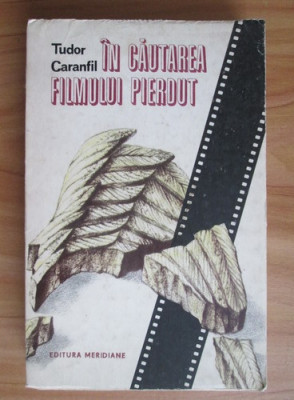 Tudor
Caranfil
ÎN CĂUTAREA
FILMULUI PIERDUT
EDITURA MERIDIANE